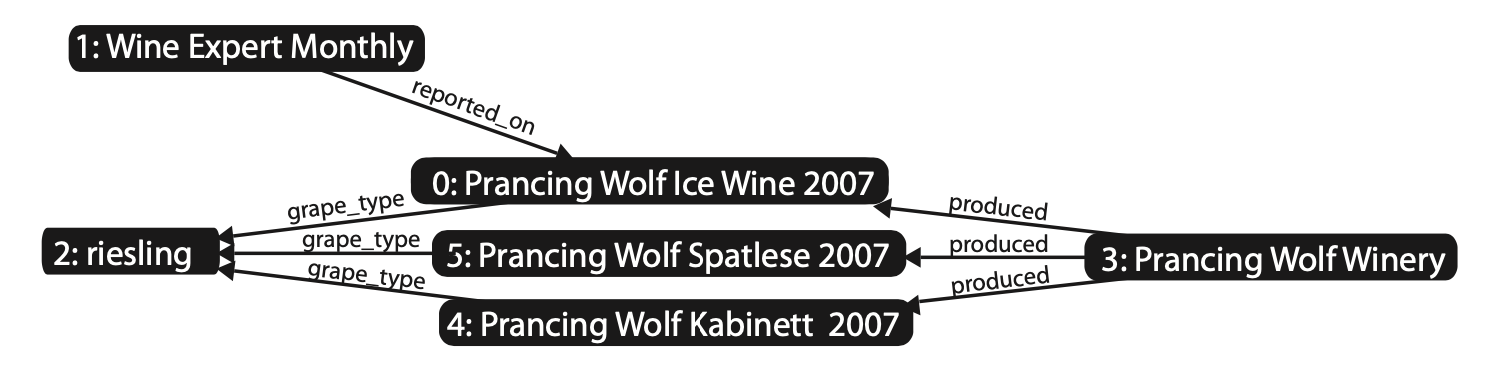 1: Wine Expert Monthly
reported_on
0: Prancing Wolf Ice Wine 2007
grape_type
produced
2: riesling
grape_type
5: Prancing Wolf Spatlese 2007
produced
3: Prancing Wolf Winery
grape_type
produced
4: Prancing Wolf Kabinett 2007